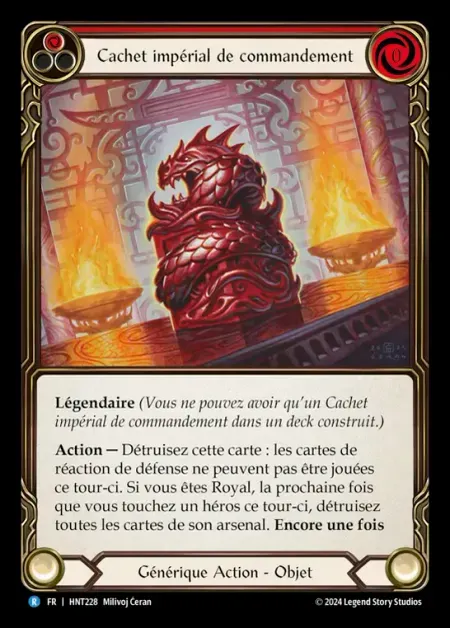 Cachet impérial de commandement
0
Légendaire (Vous ne pouvez avoir qu'un Cachet
impérial de commandement dans un deck construit.)
Action — Détruisez cette carte : les cartes de
réaction de défense ne peuvent pas être jouées
ce tour-ci. Si vous êtes Royal, la prochaine fois
que vous touchez un héros ce tour-ci, détruisez
toutes les cartes de son arsenal. Encore une fois
Générique Action - Objet
R FR | HNT228 Milivoj Ćeran
© 2024 Legend Story Studios